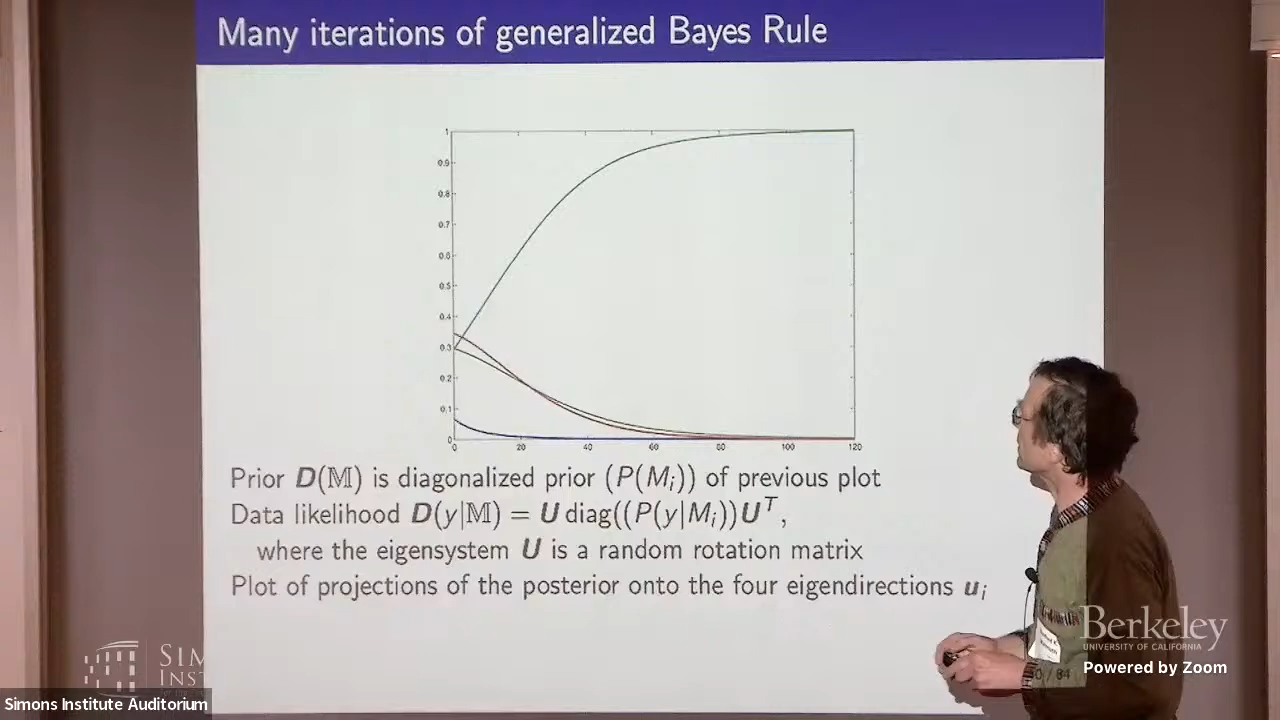 Many iterations of generalized Bayes Rule
1
0.9
0.8
0.7
0.6
0.5
0.4
0.3
0.2
0.1
0
0 20 40 60 80 100 120
Prior D(𝕄) is diagonalized prior (P(Mᵢ)) of previous plot
Data likelihood D(y|𝕄) = U diag((P(y|Mᵢ))Uᵀ,
where the eigensystem U is a random rotation matrix
Plot of projections of the posterior onto the four eigendirections uᵢ
Berkeley
UNIVERSITY OF CALIFORNIA
Powered by Zoom
/ 84
SIM
INST
Simons Institute Auditorium